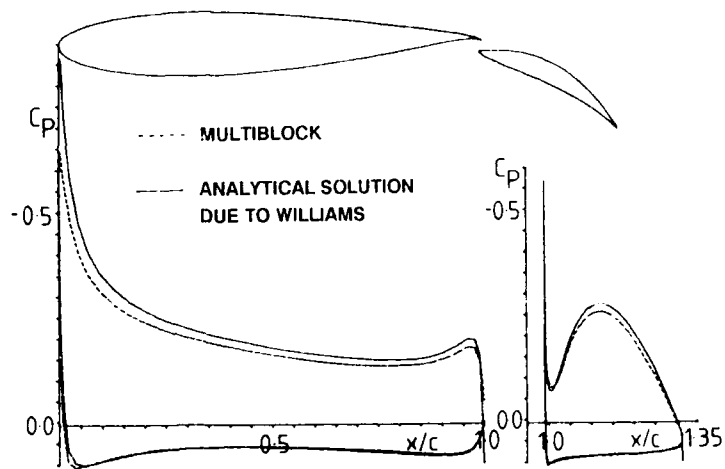 Cp
MULTIBLOCK
ANALYTICAL SOLUTION
DUE TO WILLIAMS
-0.5
0.0
0.5
x/c
1.0
Cp
-0.5
0.0
1.0
x/c
1.35